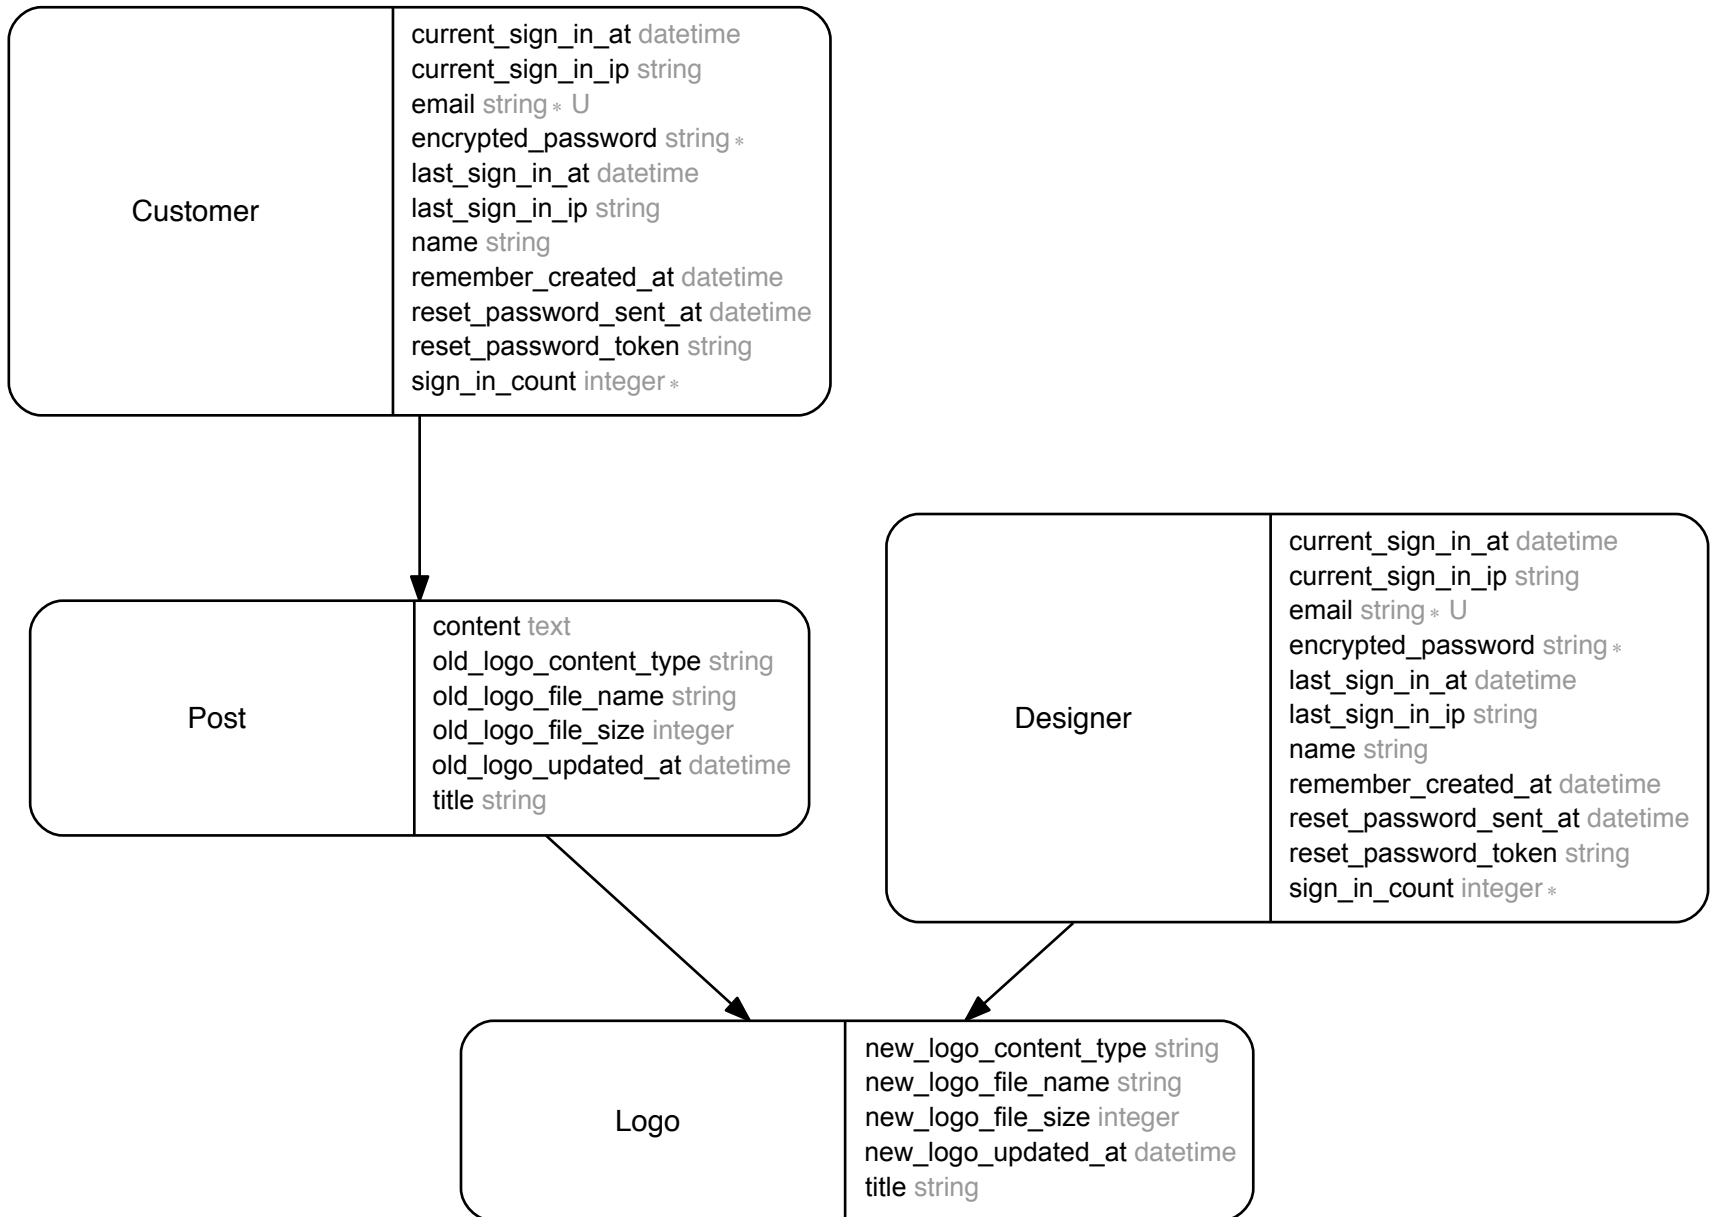 Customer
current_sign_in_at datetime
current_sign_in_ip string
email string * U
encrypted_password string *
last_sign_in_at datetime
last_sign_in_ip string
name string
remember_created_at datetime
reset_password_sent_at datetime
reset_password_token string
sign_in_count integer *
Post
content text
old_logo_content_type string
old_logo_file_name string
old_logo_file_size integer
old_logo_updated_at datetime
title string
Designer
current_sign_in_at datetime
current_sign_in_ip string
email string * U
encrypted_password string *
last_sign_in_at datetime
last_sign_in_ip string
name string
remember_created_at datetime
reset_password_sent_at datetime
reset_password_token string
sign_in_count integer *
Logo
new_logo_content_type string
new_logo_file_name string
new_logo_file_size integer
new_logo_updated_at datetime
title string